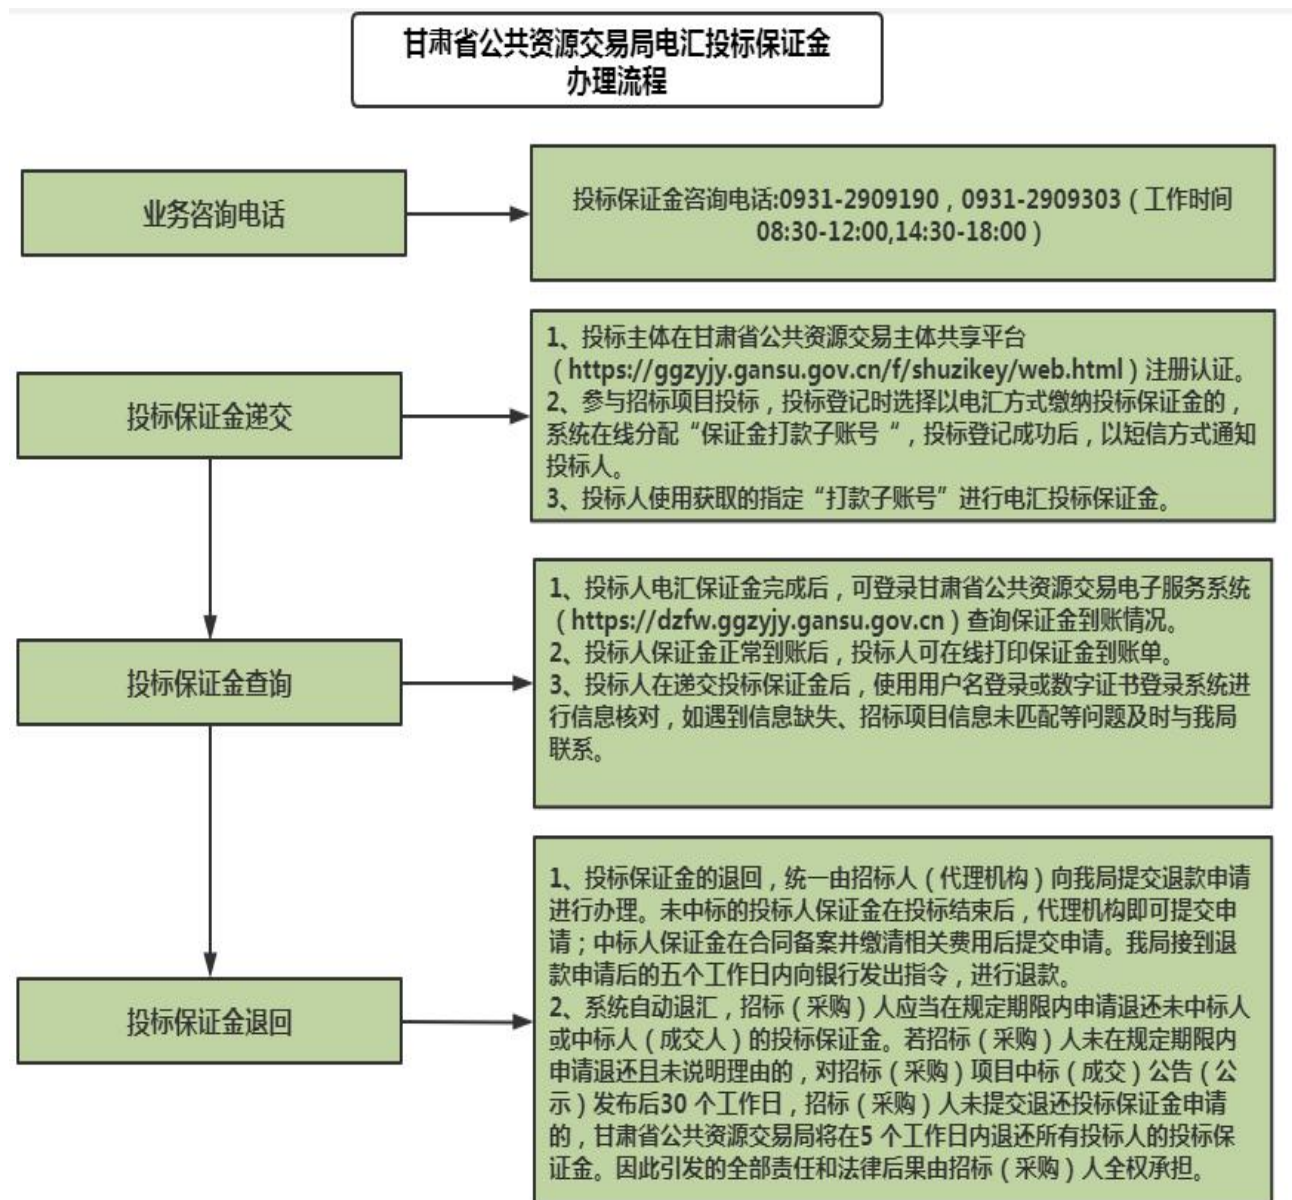 甘肃省公共资源交易局电汇投标保证金
办理流程
业务咨询电话
投标保证金咨询电话:0931-2909190，0931-2909303（工作时间
08:30-12:00,14:30-18:00）
投标保证金递交
1、投标主体在甘肃省公共资源交易主体共享平台
（https://ggzyjy.gansu.gov.cn/f/shuzikey/web.html）注册认证。
2、参与招标项目投标，投标登记时选择以电汇方式缴纳投标保证金的，
系统在线分配“保证金打款子账号“，投标登记成功后，以短信方式通知
投标人。
3、投标人使用获取的指定“打款子账号”进行电汇投标保证金。
投标保证金查询
1、投标人电汇保证金完成后，可登录甘肃省公共资源交易电子服务系统
（https://dzfw.ggzyjy.gansu.gov.cn）查询保证金到账情况。
2、投标人保证金正常到账后，投标人可在线打印保证金到账单。
3、投标人在递交投标保证金后，使用用户名登录或数字证书登录系统进
行信息核对，如遇到信息缺失、招标项目信息未匹配等问题及时与我局
联系。
投标保证金退回
1、投标保证金的退回，统一由招标人（代理机构）向我局提交退款申请
进行办理。未中标的投标人保证金在投标结束后，代理机构即可提交申
请；中标人保证金在合同备案并缴清相关费用后提交申请。我局接到退
款申请后的五个工作日内向银行发出指令，进行退款。
2、系统自动退汇，招标（采购）人应当在规定期限内申请退还未中标人
或中标人（成交人）的投标保证金。若招标（采购）人未在规定期限内
申请退还且未说明理由的，对招标（采购）项目中标（成交）公告（公
示）发布后30 个工作日，招标（采购）人未提交退还投标保证金申请
的，甘肃省公共资源交易局将在5 个工作日内退还所有投标人的投标保
证金。因此引发的全部责任和法律后果由招标（采购）人全权承担。